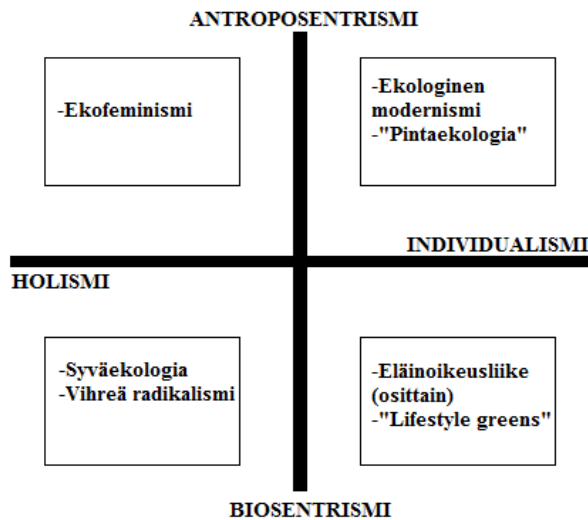 ANTROPOSENTRISMI
-Ekofeminismi
-Ekologinen
modernismi
-"Pintaekologia"
INDIVIDUALISMI
HOLISMI
-Syväekologia
-Vihreä radikalismi
-Eläinoikeusliike
(osittain)
-"Lifestyle greens"
BIOSENTRISMI